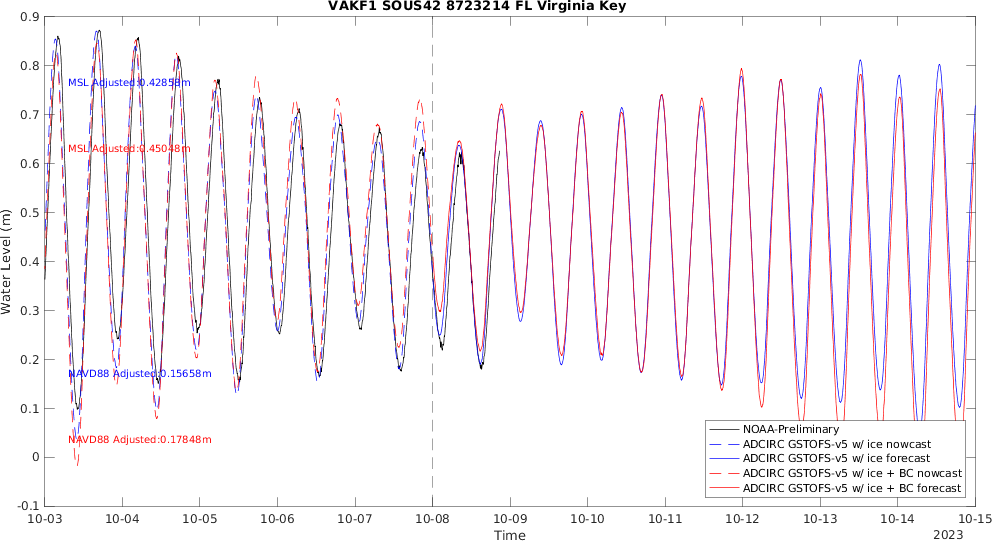 VAKF1 SOUS42 8723214 FL Virginia Key
Water Level (m)
0.9
0.8
0.7
0.6
0.5
0.4
0.3
0.2
0.1
0
-0.1
MSL Adjusted:0.42858m
MSL Adjusted:0.45048m
NAVD88 Adjusted:0.15658m
NAVD88 Adjusted:0.17848m
NOAA-Preliminary
ADCIRC GSTOFS-v5 w/ ice nowcast
ADCIRC GSTOFS-v5 w/ ice forecast
ADCIRC GSTOFS-v5 w/ ice + BC nowcast
ADCIRC GSTOFS-v5 w/ ice + BC forecast
10-03 10-04 10-05 10-06 10-07 10-08 10-09 10-10 10-11 10-12 10-13 10-14 10-15
Time
2023